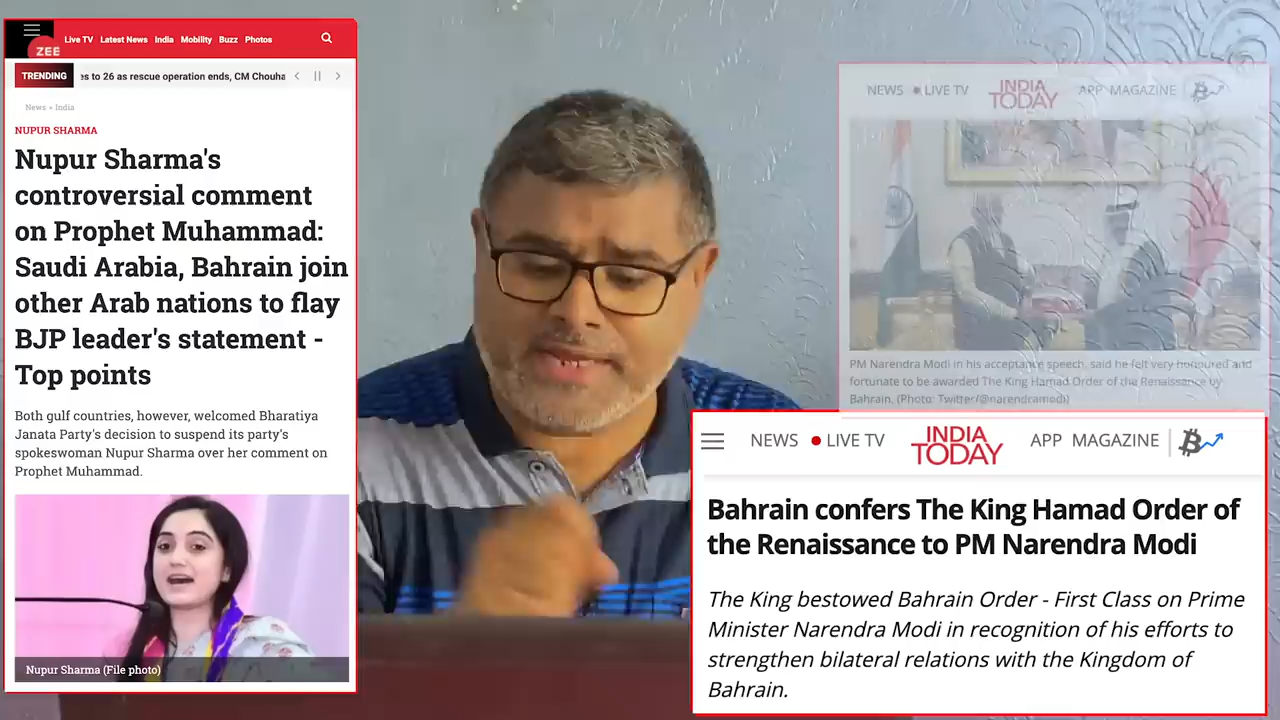 ZEE
Live TV Latest News India Mobility Buzz Photos
TRENDING es to 26 as rescue operation ends, CM Chouha
News » India
NUPUR SHARMA
Nupur Sharma's
controversial comment
on Prophet Muhammad:
Saudi Arabia, Bahrain join
other Arab nations to flay
BJP leader's statement -
Top points
Both gulf countries, however, welcomed Bharatiya
Janata Party's decision to suspend its party's
spokeswoman Nupur Sharma over her comment on
Prophet Muhammad.
Nupur Sharma (File photo)
NEWS LIVE TV INDIA TODAY APP MAGAZINE
PM Narendra Modi in his acceptance speech, said he felt very honoured and
fortunate to be awarded The King Hamad Order of the Renaissance by
Bahrain. (Photo: Twitter/@narendramodi)
NEWS LIVE TV INDIA TODAY APP MAGAZINE
Bahrain confers The King Hamad Order of
the Renaissance to PM Narendra Modi
The King bestowed Bahrain Order - First Class on Prime
Minister Narendra Modi in recognition of his efforts to
strengthen bilateral relations with the Kingdom of
Bahrain.